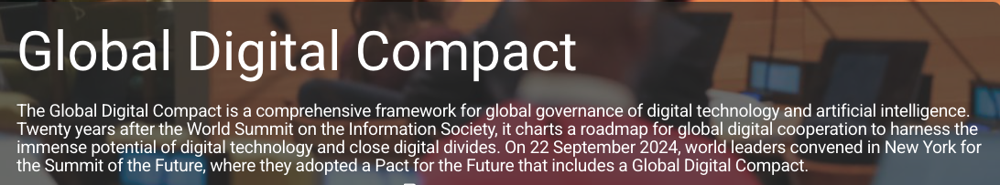 Global Digital Compact
The Global Digital Compact is a comprehensive framework for global governance of digital technology and artificial intelligence.
Twenty years after the World Summit on the Information Society, it charts a roadmap for global digital cooperation to harness the
immense potential of digital technology and close digital divides. On 22 September 2024, world leaders convened in New York for
the Summit of the Future, where they adopted a Pact for the Future that includes a Global Digital Compact.